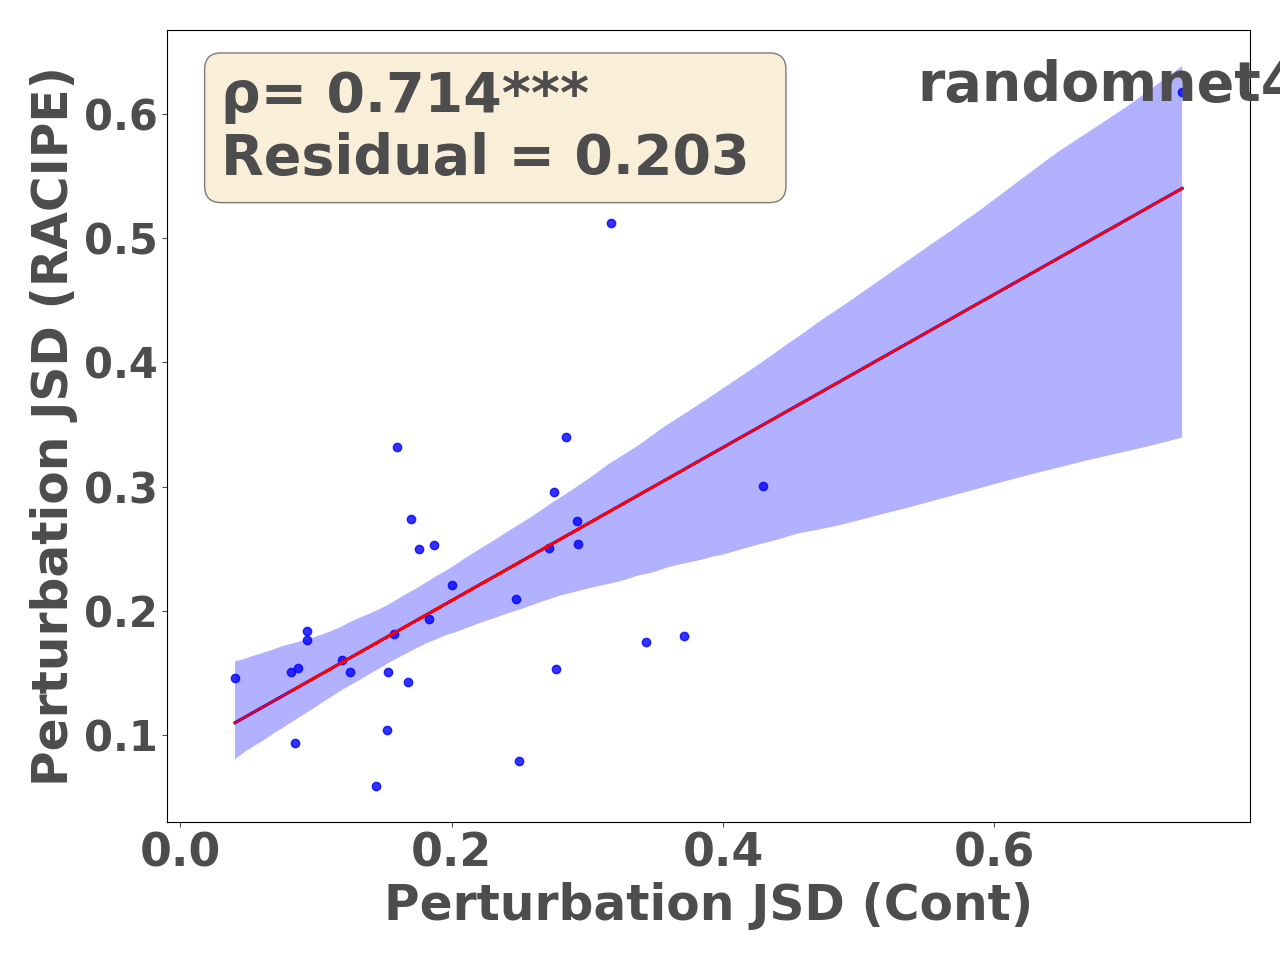 ρ= 0.714***
Residual = 0.203
randomnet4
Perturbation JSD (RACIPE)
0.6
0.5
0.4
0.3
0.2
0.1
0.0 0.2 0.4 0.6
Perturbation JSD (Cont)